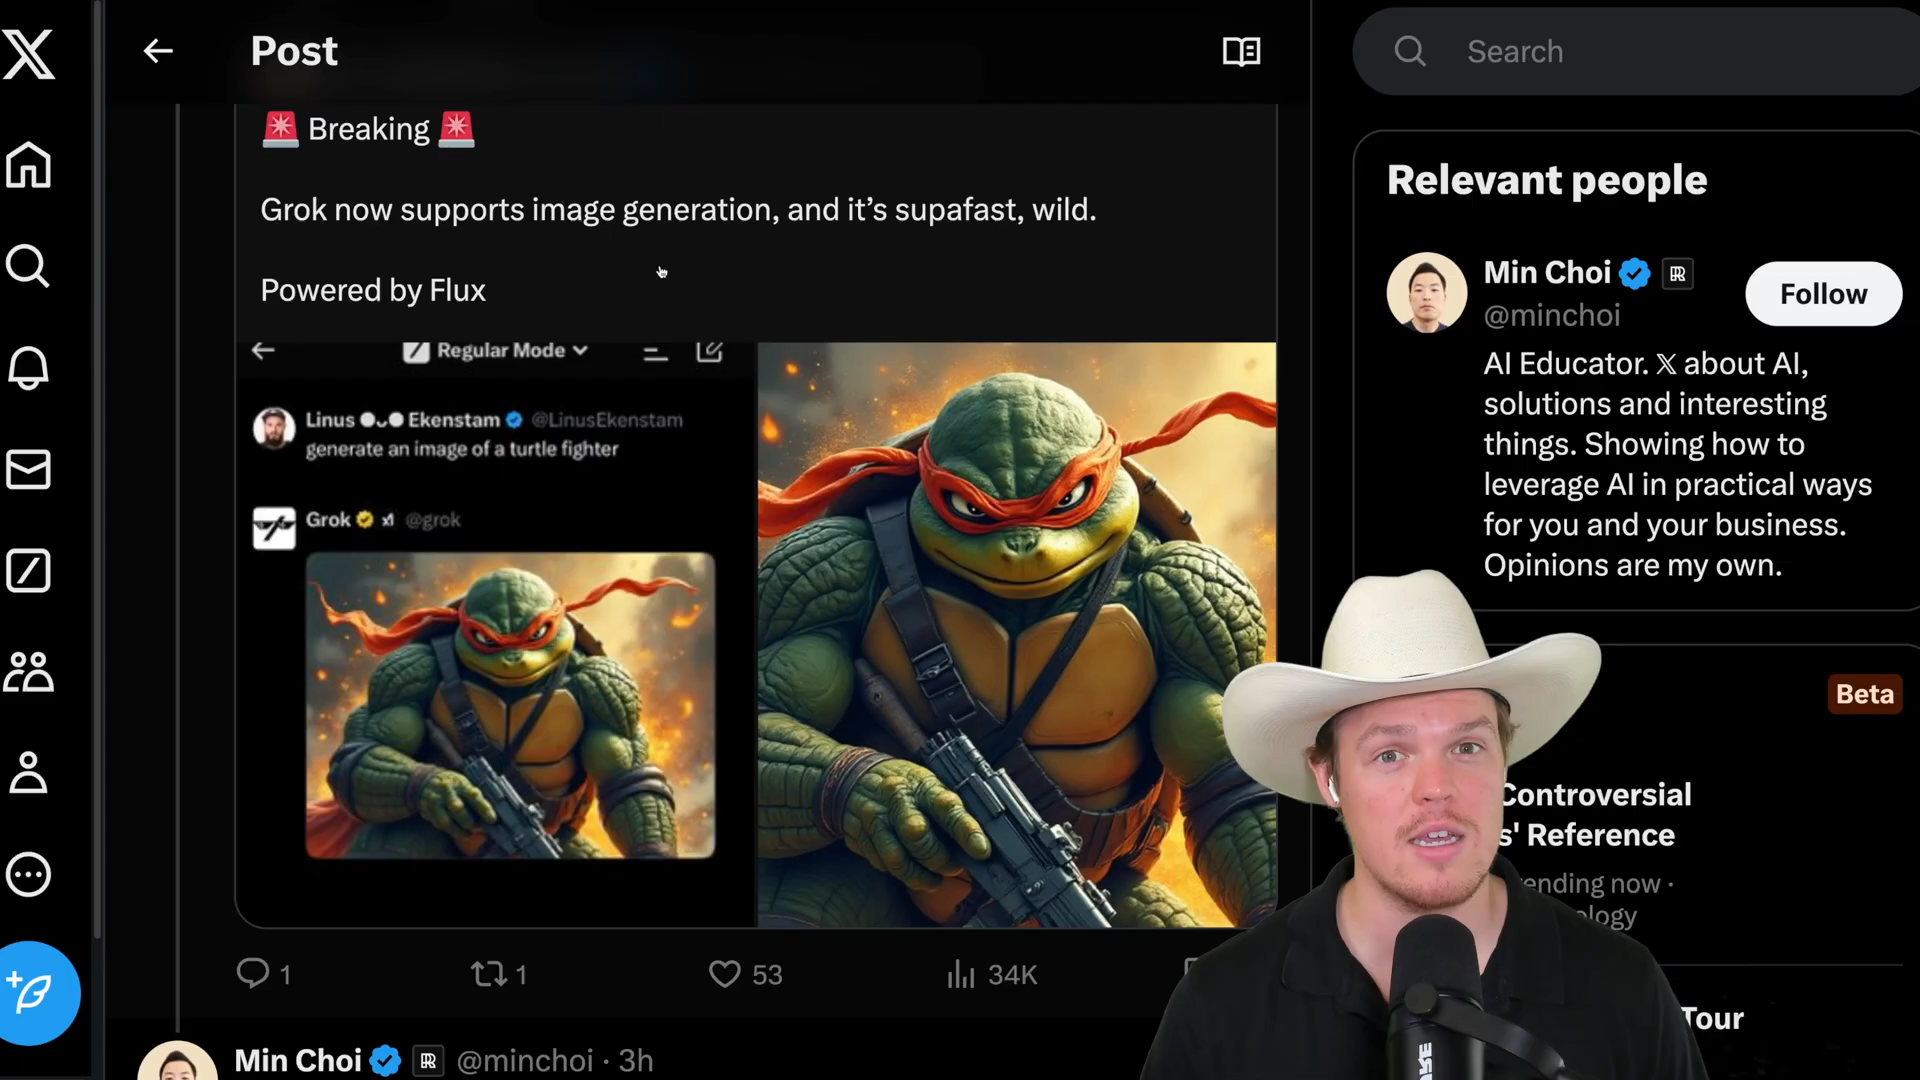 Post
Search
🚨 Breaking 🚨
Grok now supports image generation, and it’s supafast, wild.
Powered by Flux
Regular Mode
Linus Ekenstam @LinusEkenstam
generate an image of a turtle fighter
Grok @grok
1
1
53
34K
Min Choi @minchoi · 3h
Relevant people
Min Choi
@minchoi
Follow
AI Educator. 𝕏 about AI,
solutions and interesting
things. Showing how to
leverage AI in practical ways
for you and your business.
Opinions are my own.
Beta
Controversial
s' Reference
ending now ·
ology
Tour